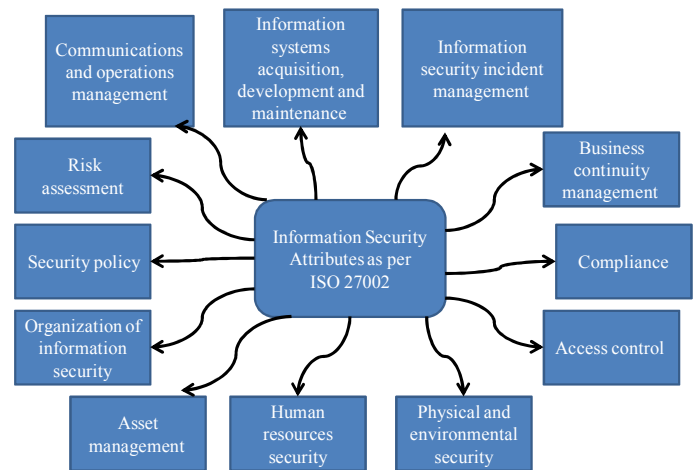 Communications
and operations
management
Information
systems
acquisition,
development and
maintenance
Information
security incident
management
Risk
assessment
Business
continuity
management
Information Security
Attributes as per
ISO 27002
Security policy
Compliance
Organization of
information
security
Access control
Asset
management
Human
resources
security
Physical and
environmental
security